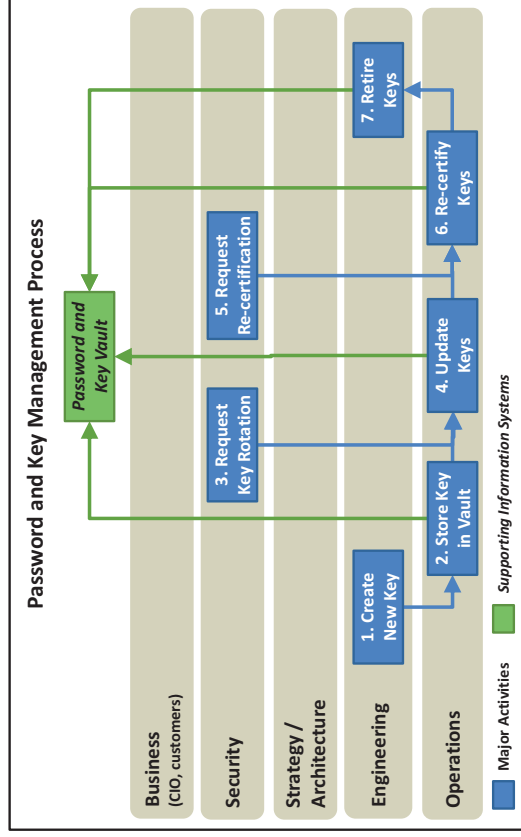 Password and Key Management Process
Password and
Key Vault
Business
(CIO, customers)
Security
3. Request
Key Rotation
5. Request
Re-certification
Strategy /
Architecture
Engineering
1. Create
New Key
7. Retire
Keys
Operations
2. Store Key
in Vault
4. Update
Keys
6. Re-certify
Keys
Major Activities
Supporting Information Systems